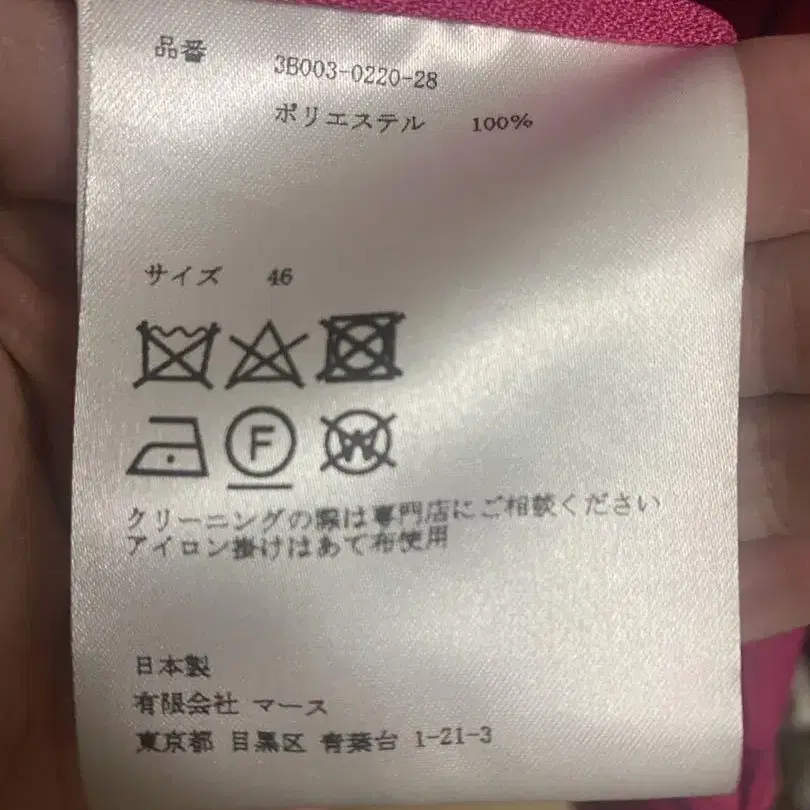 品番 3B003-0220-28
ポリエステル 100%
サイズ 46
F W
クリーニングの際は専門店にご相談ください
アイロン掛けはあて布使用
日本製
有限会社 マース
東京都 目黒区 青葉台 1-21-3